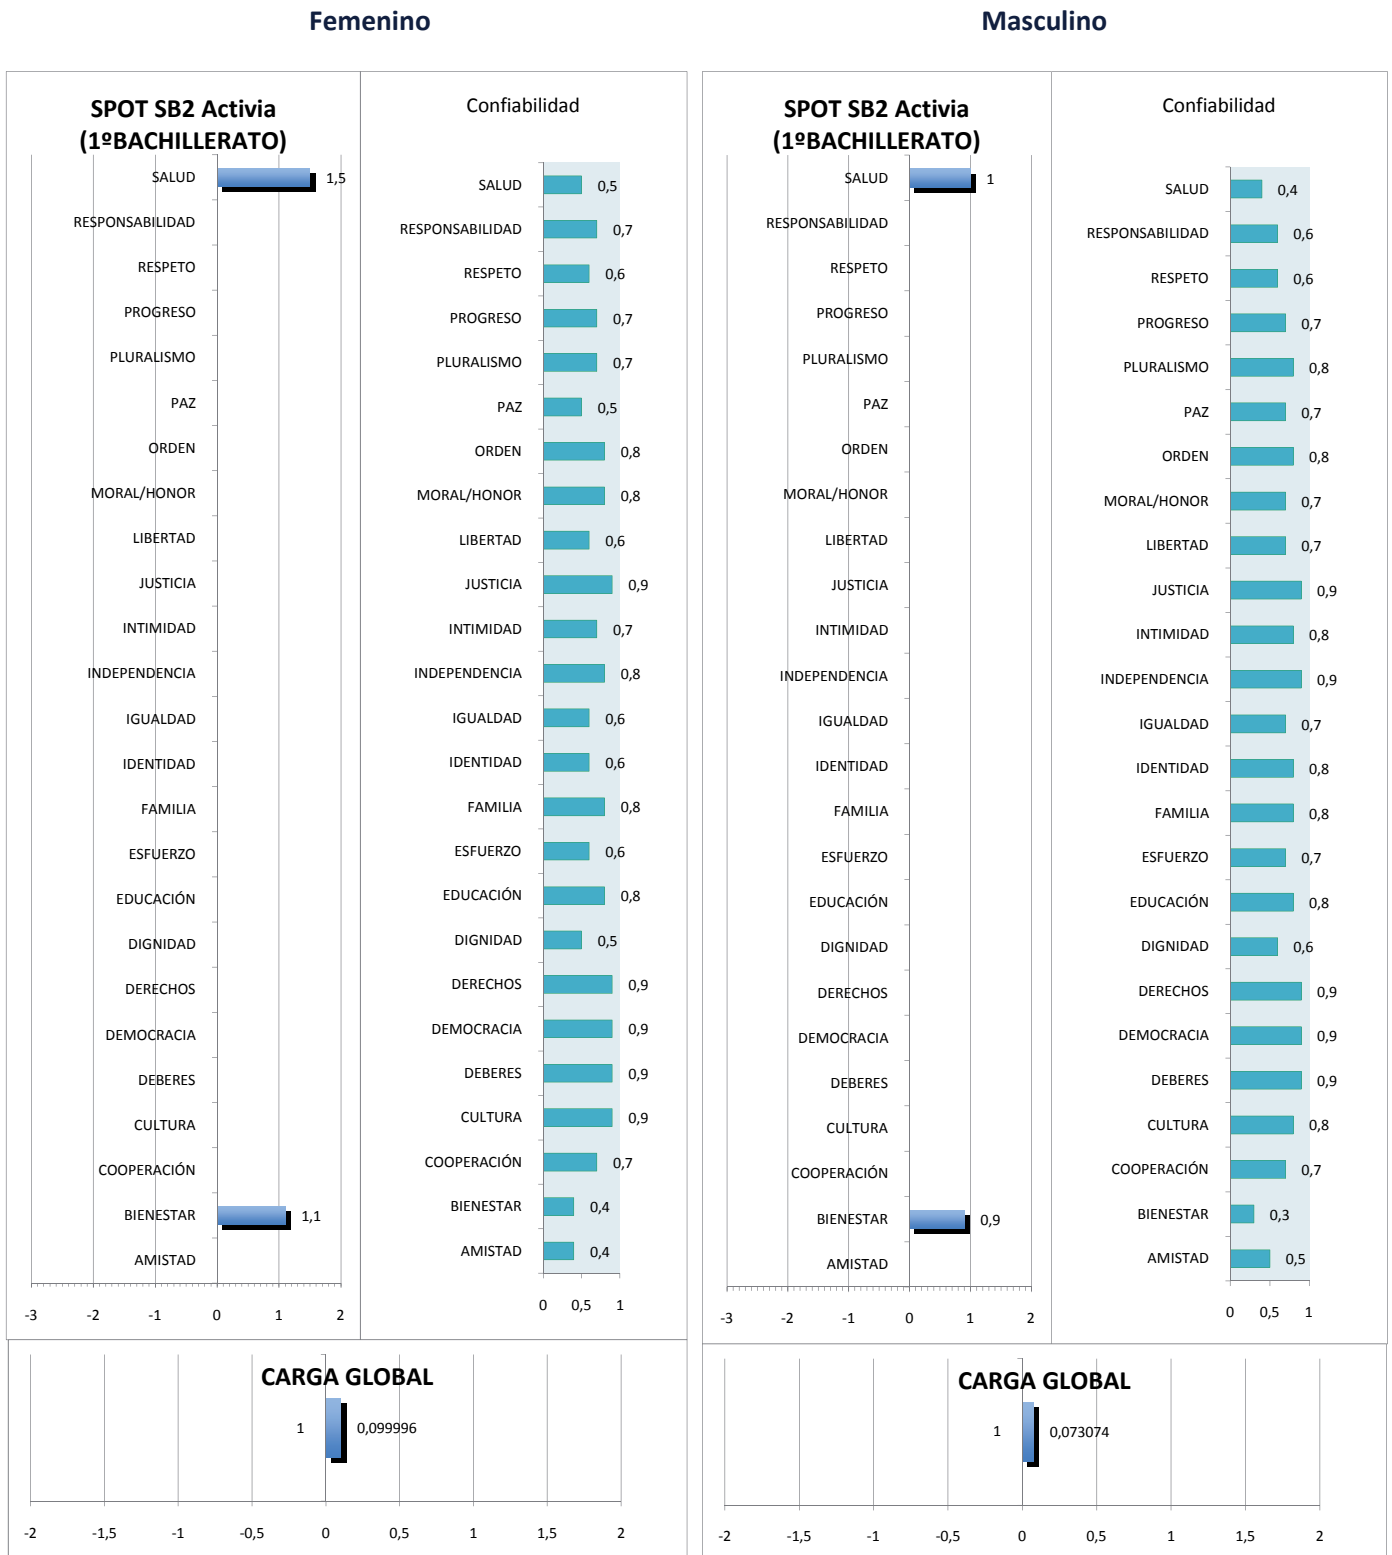 Femenino
SPOT SB2 Activia
(1ºBACHILLERATO)
SALUD 1,5
RESPONSABILIDAD
RESPETO
PROGRESO
PLURALISMO
PAZ
ORDEN
MORAL/HONOR
LIBERTAD
JUSTICIA
INTIMIDAD
INDEPENDENCIA
IGUALDAD
IDENTIDAD
FAMILIA
ESFUERZO
EDUCACIÓN
DIGNIDAD
DERECHOS
DEMOCRACIA
DEBERES
CULTURA
COOPERACIÓN
BIENESTAR 1,1
AMISTAD
-3 -2 -1 0 1 2
Confiabilidad
SALUD 0,5
RESPONSABILIDAD 0,7
RESPETO 0,6
PROGRESO 0,7
PLURALISMO 0,7
PAZ 0,5
ORDEN 0,8
MORAL/HONOR 0,8
LIBERTAD 0,6
JUSTICIA 0,9
INTIMIDAD 0,7
INDEPENDENCIA 0,8
IGUALDAD 0,6
IDENTIDAD 0,6
FAMILIA 0,8
ESFUERZO 0,6
EDUCACIÓN 0,8
DIGNIDAD 0,5
DERECHOS 0,9
DEMOCRACIA 0,9
DEBERES 0,9
CULTURA 0,9
COOPERACIÓN 0,7
BIENESTAR 0,4
AMISTAD 0,4
0 0,5 1
CARGA GLOBAL
1 0,099996
-2 -1,5 -1 -0,5 0 0,5 1 1,5 2
Masculino
SPOT SB2 Activia
(1ºBACHILLERATO)
SALUD 1
RESPONSABILIDAD
RESPETO
PROGRESO
PLURALISMO
PAZ
ORDEN
MORAL/HONOR
LIBERTAD
JUSTICIA
INTIMIDAD
INDEPENDENCIA
IGUALDAD
IDENTIDAD
FAMILIA
ESFUERZO
EDUCACIÓN
DIGNIDAD
DERECHOS
DEMOCRACIA
DEBERES
CULTURA
COOPERACIÓN
BIENESTAR 0,9
AMISTAD
-3 -2 -1 0 1 2
Confiabilidad
SALUD 0,4
RESPONSABILIDAD 0,6
RESPETO 0,6
PROGRESO 0,7
PLURALISMO 0,8
PAZ 0,7
ORDEN 0,8
MORAL/HONOR 0,7
LIBERTAD 0,7
JUSTICIA 0,9
INTIMIDAD 0,8
INDEPENDENCIA 0,9
IGUALDAD 0,7
IDENTIDAD 0,8
FAMILIA 0,8
ESFUERZO 0,7
EDUCACIÓN 0,8
DIGNIDAD 0,6
DERECHOS 0,9
DEMOCRACIA 0,9
DEBERES 0,9
CULTURA 0,8
COOPERACIÓN 0,7
BIENESTAR 0,3
AMISTAD 0,5
0 0,5 1
CARGA GLOBAL
1 0,073074
-2 -1,5 -1 -0,5 0 0,5 1 1,5 2